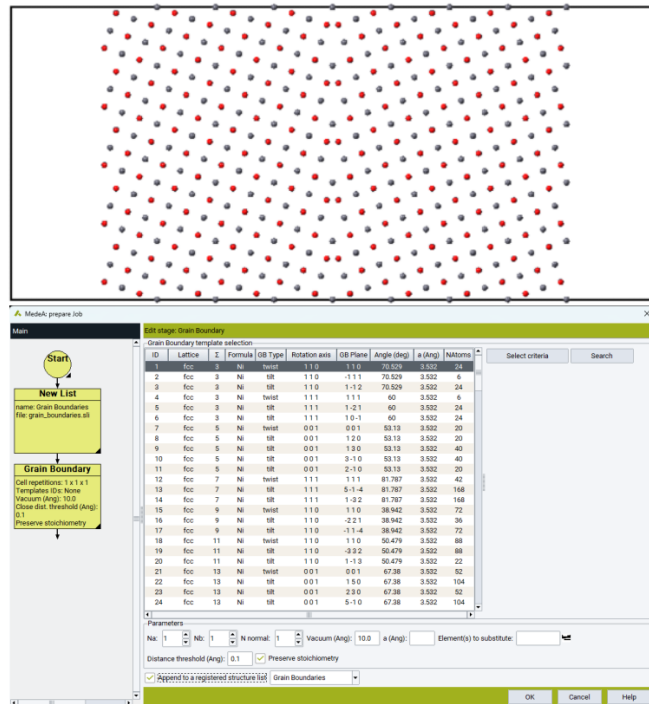 MedeA: prepare Job
Main
Start
New List
name: Grain Boundaries
file: grain_boundaries.sli
Grain Boundary
Cell repetitions: 1 x 1 x 1
Templates IDs: None
Vacuum (Ang): 10.0
Close dist. threshold (Ang):
0.1
Preserve stoichiometry
Edit stage: Grain Boundary
Grain Boundary template selection
ID Lattice Σ Formula GB Type Rotation axis GB Plane Angle (deg) a (Ang) NAtoms
1 fcc 3 Ni twist 1 1 0 1 1 0 70.529 3.532 24
2 fcc 3 Ni tilt 1 1 0 -1 1 1 70.529 3.532 6
3 fcc 3 Ni tilt 1 1 0 1 -1 2 70.529 3.532 24
4 fcc 3 Ni twist 1 1 1 1 1 1 60 3.532 6
5 fcc 3 Ni tilt 1 1 1 1 -2 1 60 3.532 24
6 fcc 3 Ni tilt 1 1 1 1 0 -1 60 3.532 24
7 fcc 5 Ni twist 0 0 1 0 0 1 53.13 3.532 20
8 fcc 5 Ni tilt 0 0 1 1 2 0 53.13 3.532 20
9 fcc 5 Ni tilt 0 0 1 1 3 0 53.13 3.532 40
10 fcc 5 Ni tilt 0 0 1 3 -1 0 53.13 3.532 40
11 fcc 5 Ni tilt 0 0 1 2 -1 0 53.13 3.532 20
12 fcc 7 Ni twist 1 1 1 1 1 1 81.787 3.532 42
13 fcc 7 Ni tilt 1 1 1 5 -1 -4 81.787 3.532 168
14 fcc 7 Ni tilt 1 1 1 1 -3 2 81.787 3.532 168
15 fcc 9 Ni twist 1 1 0 1 1 0 38.942 3.532 72
16 fcc 9 Ni tilt 1 1 0 -2 2 1 38.942 3.532 36
17 fcc 9 Ni tilt 1 1 0 -1 1 -4 38.942 3.532 72
18 fcc 11 Ni twist 1 1 0 1 1 0 50.479 3.532 88
19 fcc 11 Ni tilt 1 1 0 -3 3 2 50.479 3.532 88
20 fcc 11 Ni tilt 1 1 0 1 -1 3 50.479 3.532 22
21 fcc 13 Ni twist 0 0 1 0 0 1 67.38 3.532 52
22 fcc 13 Ni tilt 0 0 1 1 5 0 67.38 3.532 104
23 fcc 13 Ni tilt 0 0 1 2 3 0 67.38 3.532 52
24 fcc 13 Ni tilt 0 0 1 5 -1 0 67.38 3.532 104
Select criteria Search
Parameters
Na: 1 Nb: 1 N normal: 1 Vacuum (Ang): 10.0 a (Ang): Element(s) to substitute:
Distance threshold (Ang): 0.1 Preserve stoichiometry
Append to a registered structure list Grain Boundaries
OK Cancel Help